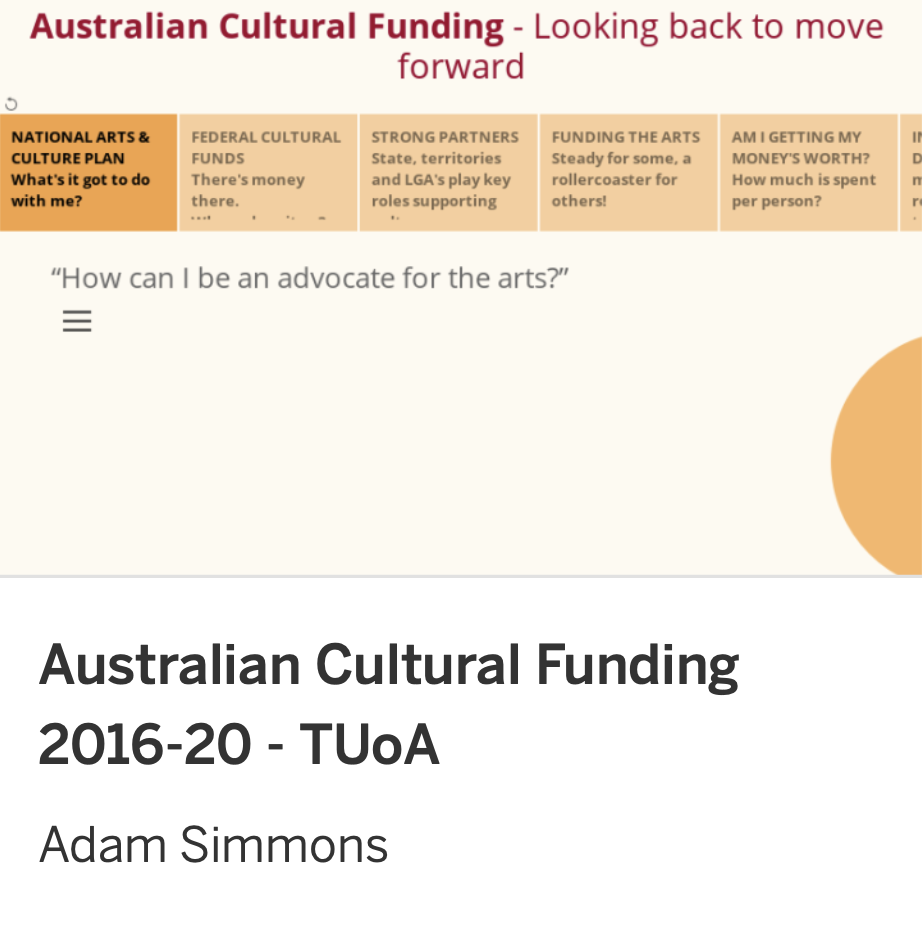 Australian Cultural Funding - Looking back to move
forward
NATIONAL ARTS &
CULTURE PLAN
What's it got to do
with me?
FEDERAL CULTURAL
FUNDS
There's money
there.
STRONG PARTNERS
State, territories
and LGA's play key
roles supporting
FUNDING THE ARTS
Steady for some, a
rollercoaster for
others!
AM I GETTING MY
MONEY'S WORTH?
How much is spent
per person?
“How can I be an advocate for the arts?”
Australian Cultural Funding
2016-20 - TUoA
Adam Simmons